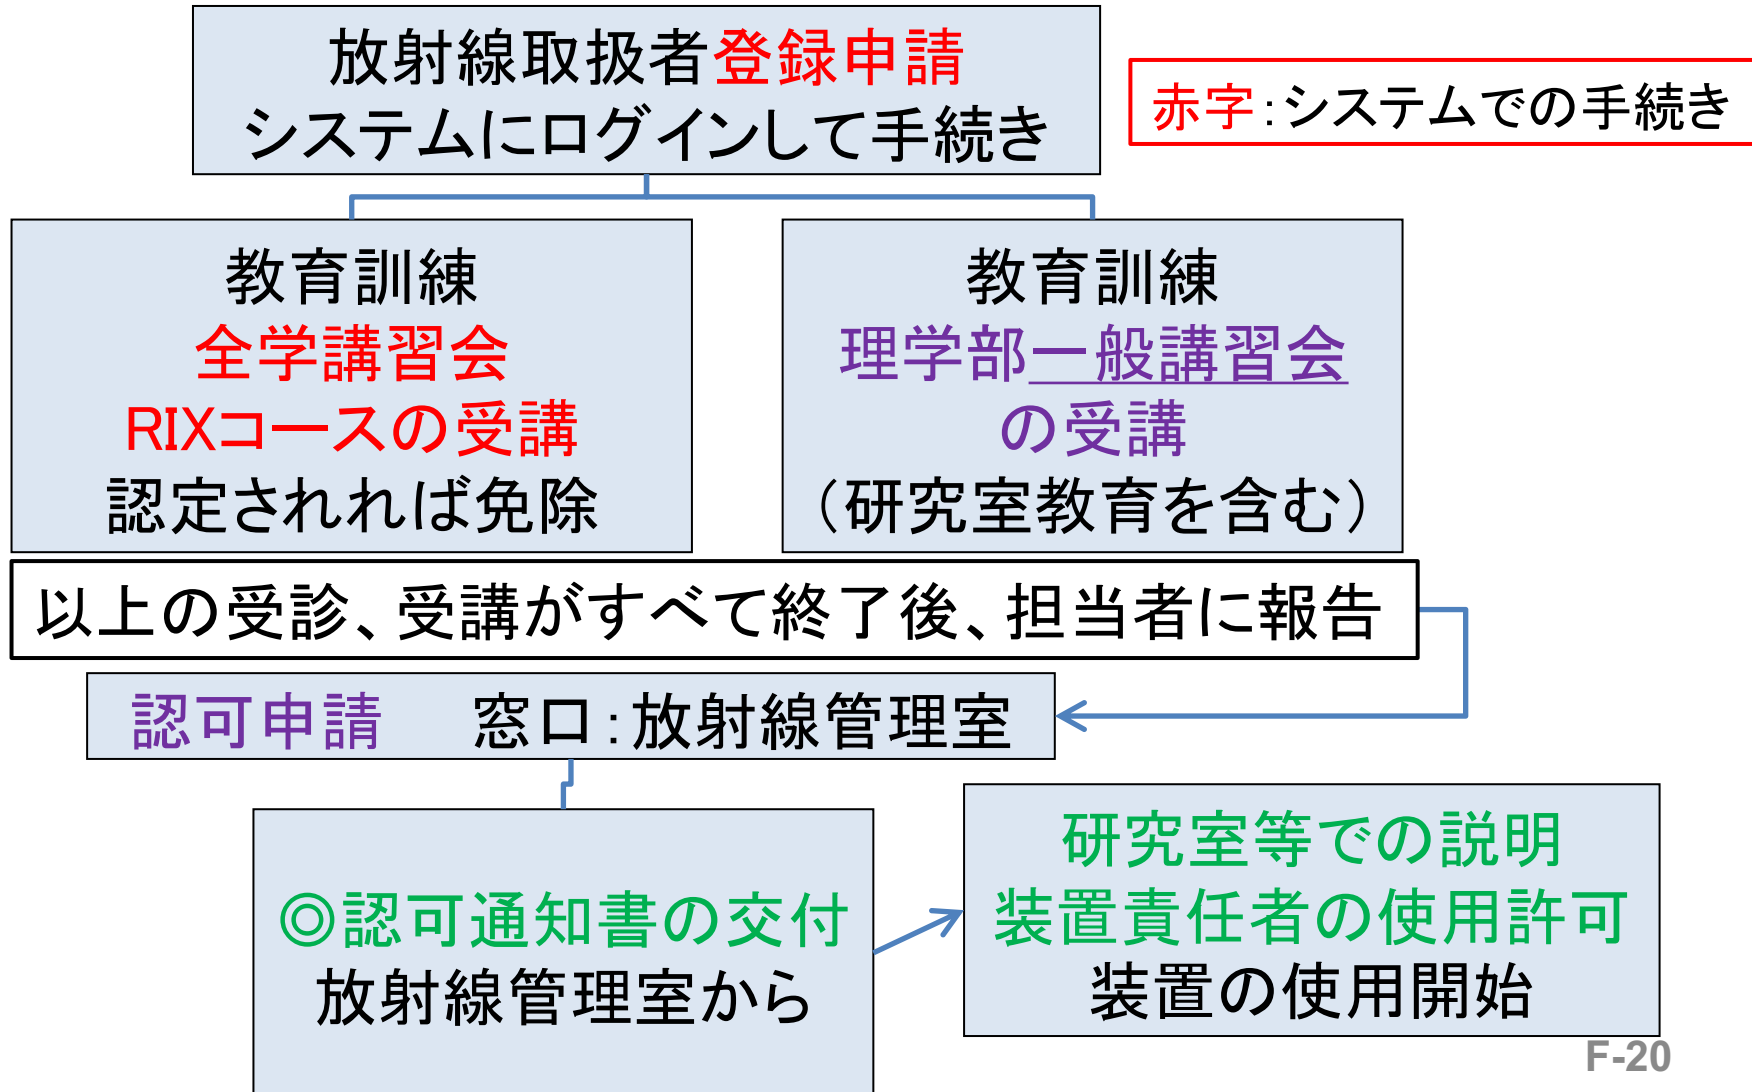 放射線取扱者登録申請
システムにログインして手続き
赤字：システムでの手続き
教育訓練
全学講習会
RIXコースの受講
認定されれば免除
教育訓練
理学部一般講習会
の受講
（研究室教育を含む）
以上の受診、受講がすべて終了後、担当者に報告
認可申請　窓口：放射線管理室
◎認可通知書の交付
放射線管理室から
研究室等での説明
装置責任者の使用許可
装置の使用開始
F-20